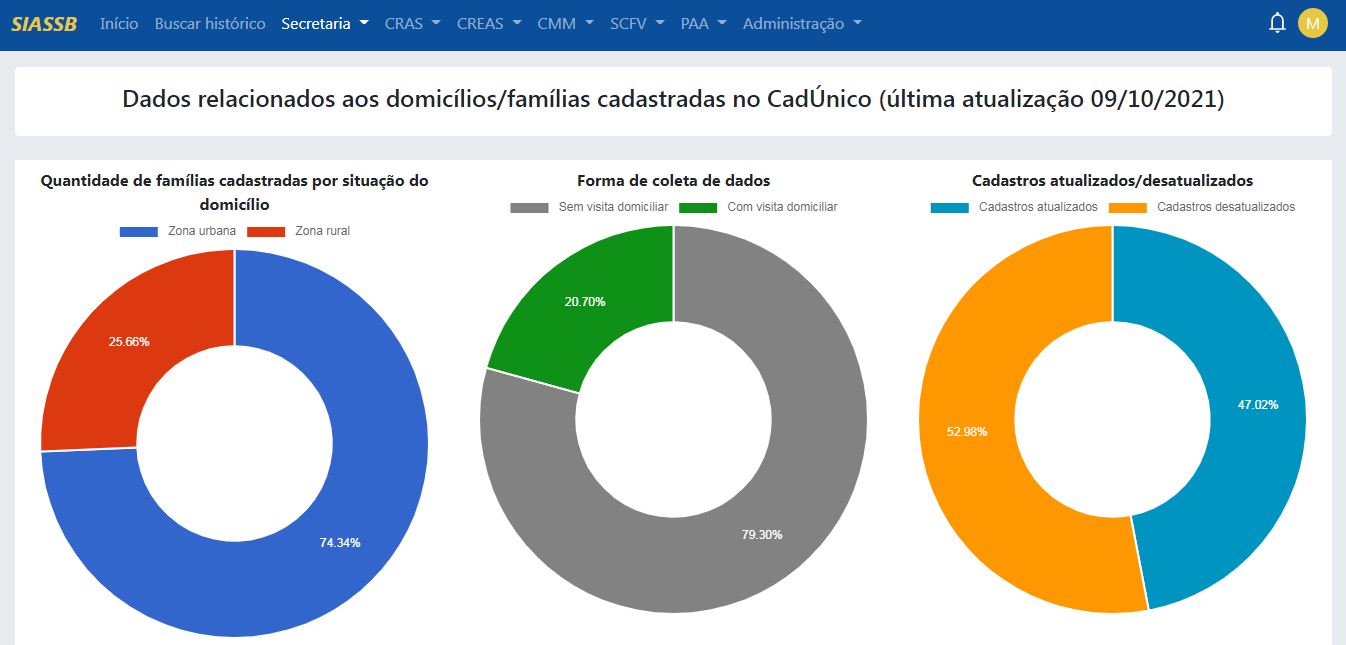 SIASSB Início Buscar histórico Secretaria CRAS CREAS CMM SCFV PAA Administração M
Dados relacionados aos domicílios/famílias cadastradas no CadÚnico (última atualização 09/10/2021)
Quantidade de famílias cadastradas por situação do
domicílio
Zona urbana Zona rural
25.66%
74.34%
Forma de coleta de dados
Sem visita domiciliar Com visita domiciliar
20.70%
79.30%
Cadastros atualizados/desatualizados
Cadastros atualizados Cadastros desatualizados
47.02%
52.98%